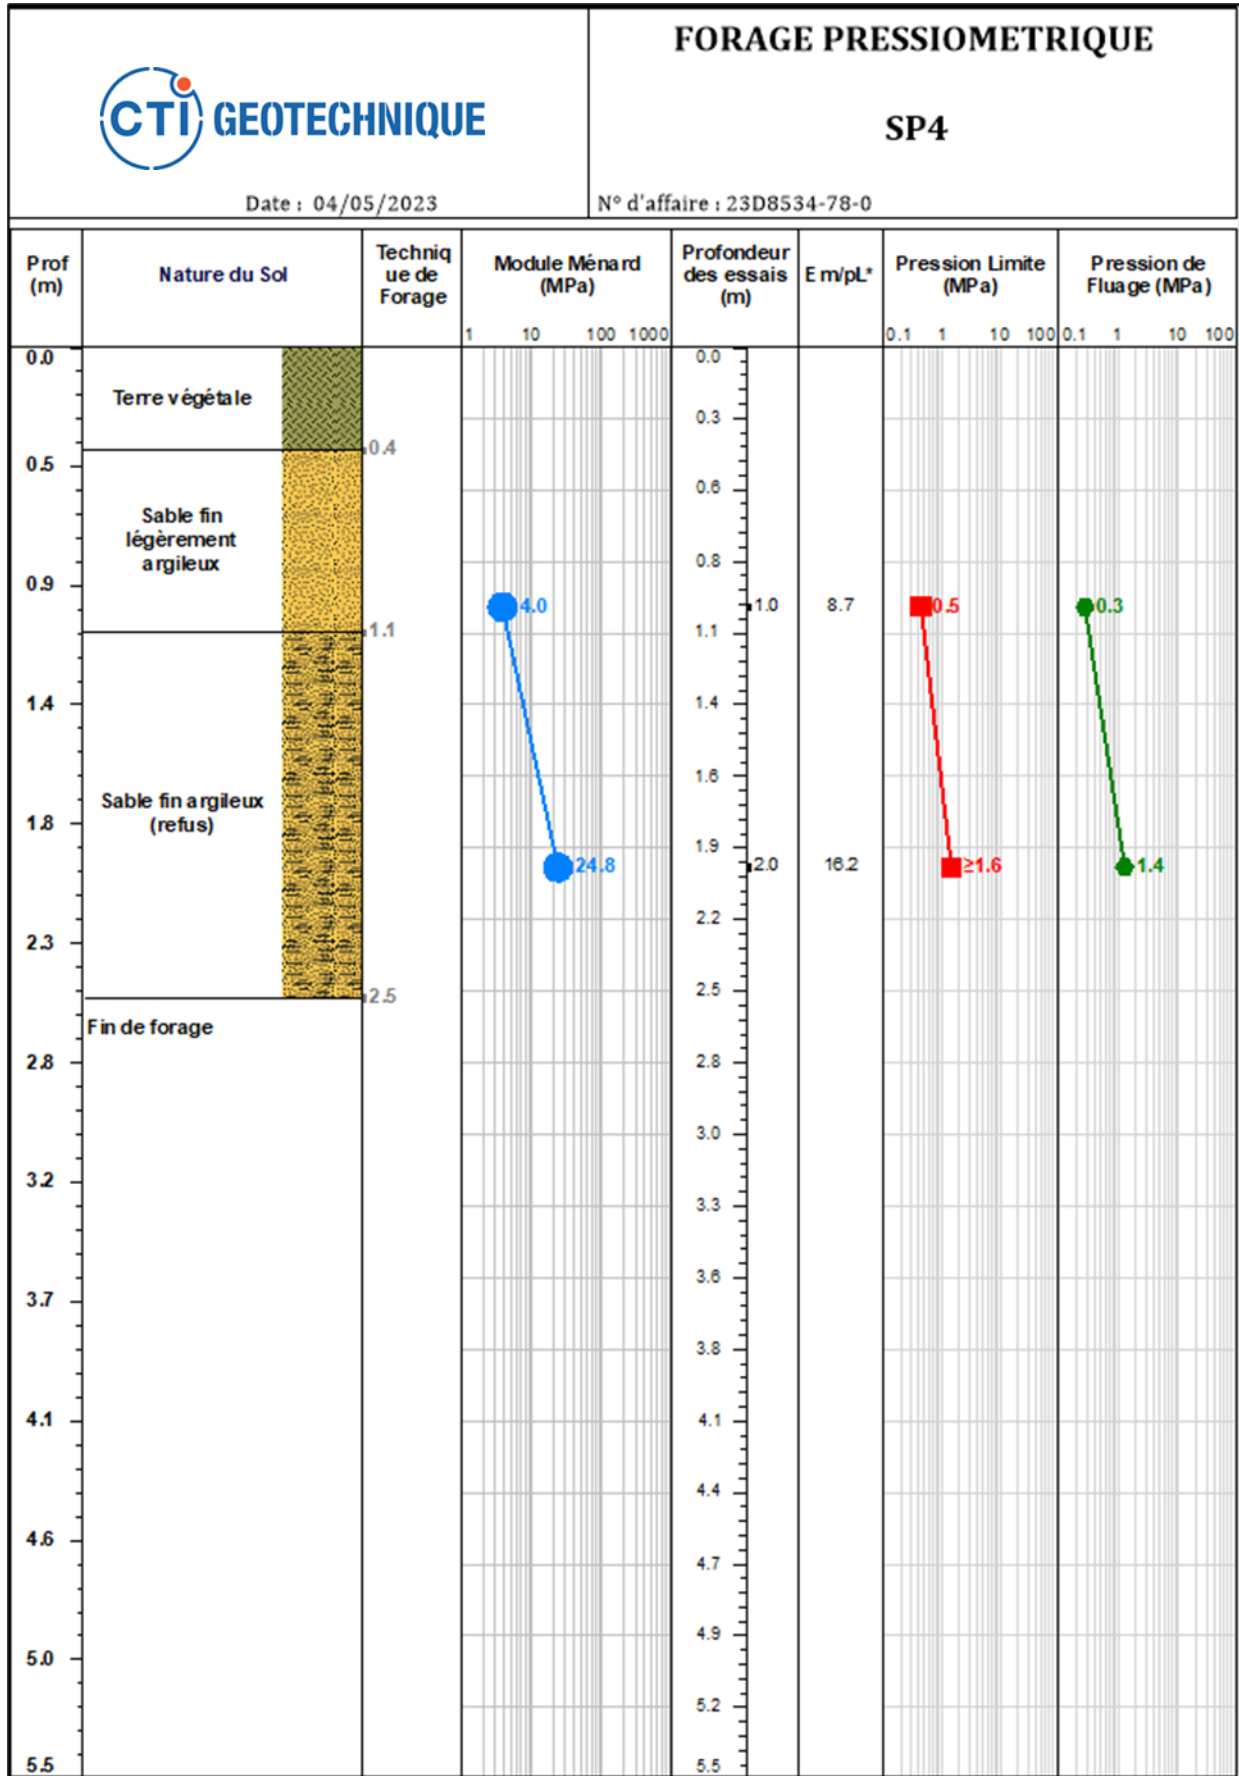 FORAGE PRESSIOMETRIQUE
CTI GEOTECHNIQUE
SP4
Date : 04/05/2023
N° d'affaire : 23D8534-78-0
Prof
(m)
Nature du Sol
Techniq
ue de
Forage
Module Ménard
(MPa)
1 10 100 1000
Profondeur
des essais
(m)
E m/pL*
Pression Limite
(MPa)
0.1 1 10 100
Pression de
Fluage (MPa)
0.1 1 10 100
0.0
0.5
0.9
1.4
1.8
2.3
2.8
3.2
3.7
4.1
4.6
5.0
5.5
Terre végétale
0.4
Sable fin
légèrement
argileux
1.1
Sable fin argileux
(refus)
2.5
Fin de forage
4.0
24.8
0.0
0.3
0.6
0.8
1.0
1.1
1.4
1.6
1.9
2.0
2.2
2.5
2.8
3.0
3.3
3.6
3.8
4.1
4.4
4.7
4.9
5.2
5.5
8.7
16.2
0.5
≥1.6
0.3
1.4